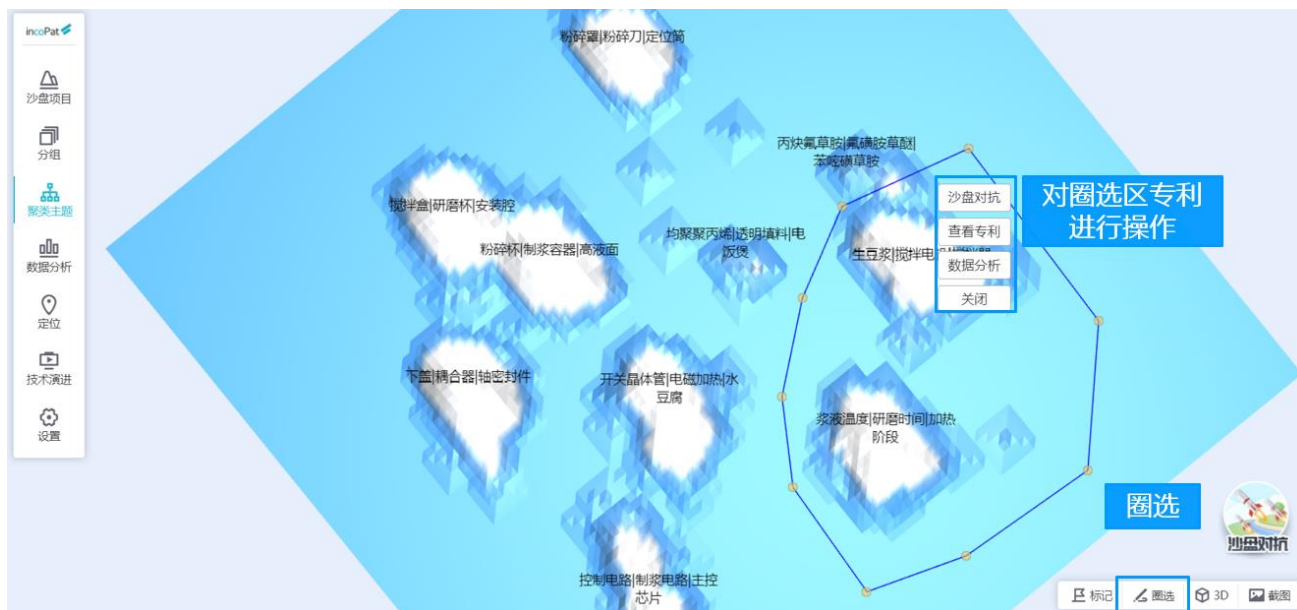 incoPat
沙盘项目
分组
聚类主题
数据分析
定位
技术演进
设置
粉碎罩|粉碎刀|定位筒
丙炔氟草胺|氟磺胺草醚|
苯嘧磺草胺
搅拌盒|研磨杯|安装腔
粉碎杯|制浆容器|高液面
均聚聚丙烯|透明填料|电
饭煲
生豆浆|搅拌电
沙盘对抗
查看专利
数据分析
关闭
对圈选区专利
进行操作
下盖|耦合器|轴密封件
开关晶体管|电磁加热|水
豆腐
浆液温度|研磨时间|加热
阶段
控制电路|制浆电路|主控
芯片
圈选
沙盘对抗
标记
圈选
3D
截图